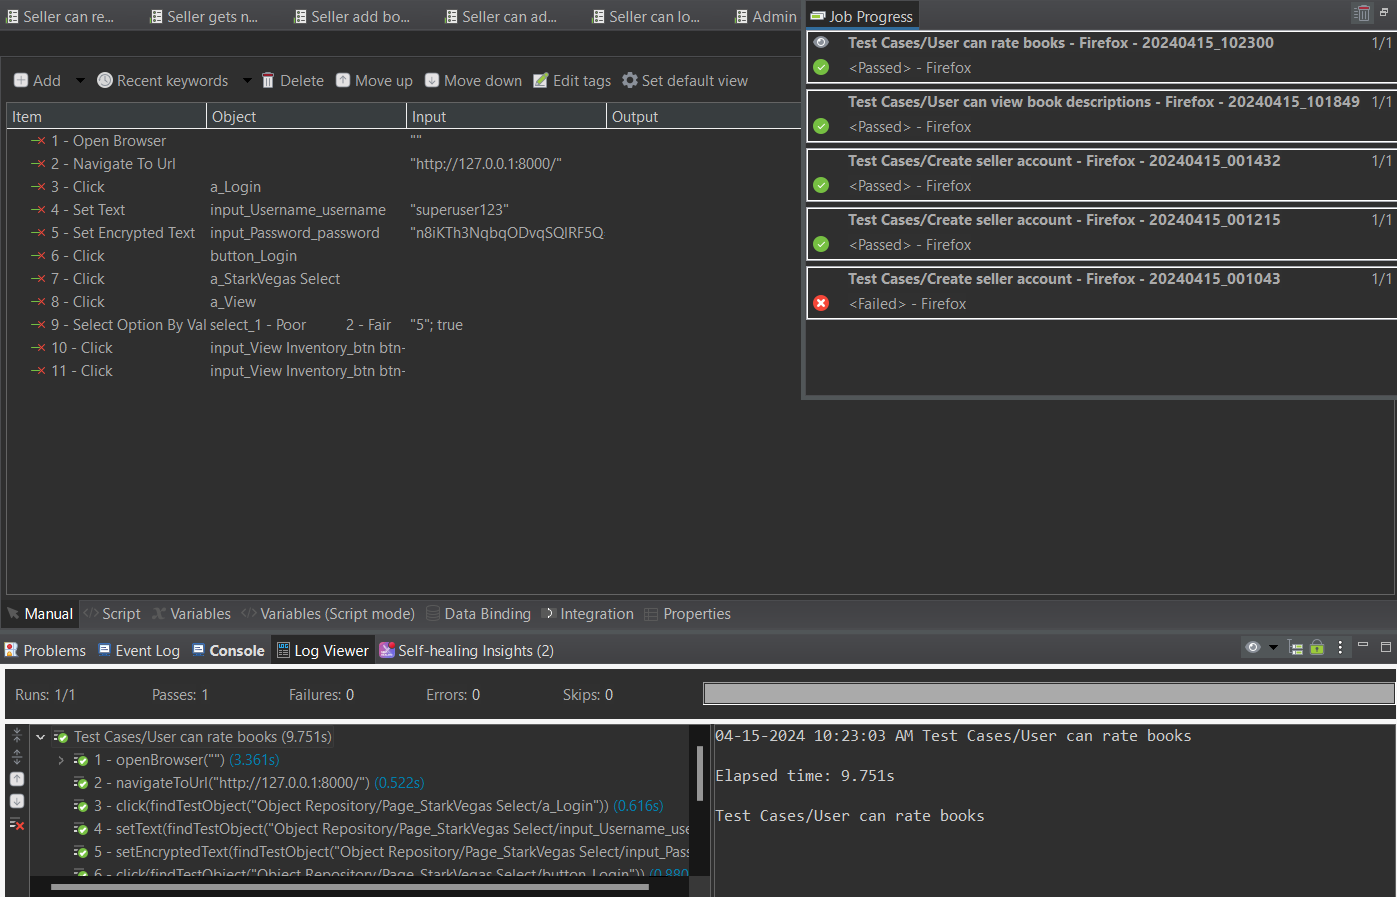 Seller can re... Seller gets n... Seller add bo... Seller can ad... Seller can lo... Admin
Job Progress
Test Cases/User can rate books - Firefox - 20240415_102300 1/1
<Passed> - Firefox
Test Cases/User can view book descriptions - Firefox - 20240415_101849 1/1
<Passed> - Firefox
Test Cases/Create seller account - Firefox - 20240415_001432 1/1
<Passed> - Firefox
Test Cases/Create seller account - Firefox - 20240415_001215 1/1
<Passed> - Firefox
Test Cases/Create seller account - Firefox - 20240415_001043 1/1
<Failed> - Firefox
Add Recent keywords Delete Move up Move down Edit tags Set default view
Item Object Input Output
1 - Open Browser ""
2 - Navigate To Url "http://127.0.0.1:8000/"
3 - Click a_Login
4 - Set Text input_Username_username "superuser123"
5 - Set Encrypted Text input_Password_password "n8iKTh3NqbqODvqSQlRF5Q
6 - Click button_Login
7 - Click a_StarkVegas Select
8 - Click a_View
9 - Select Option By Val select_1 - Poor 2 - Fair "5"; true
10 - Click input_View Inventory_btn btn-
11 - Click input_View Inventory_btn btn-
Manual Script Variables Variables (Script mode) Data Binding Integration Properties
Problems Event Log Console Log Viewer Self-healing Insights (2)
Runs: 1/1 Passes: 1 Failures: 0 Errors: 0 Skips: 0
Test Cases/User can rate books (9.751s)
1 - openBrowser("") (3.361s)
2 - navigateToUrl("http://127.0.0.1:8000/") (0.522s)
3 - click(findTestObject("Object Repository/Page_StarkVegas Select/a_Login")) (0.616s)
4 - setText(findTestObject("Object Repository/Page_StarkVegas Select/input_Username_use
5 - setEncryptedText(findTestObject("Object Repository/Page_StarkVegas Select/input_Pass
6 - click(findTestObject("Object Repository/Page_StarkVegas Select/button_Login")) (0.880
04-15-2024 10:23:03 AM Test Cases/User can rate books
Elapsed time: 9.751s
Test Cases/User can rate books